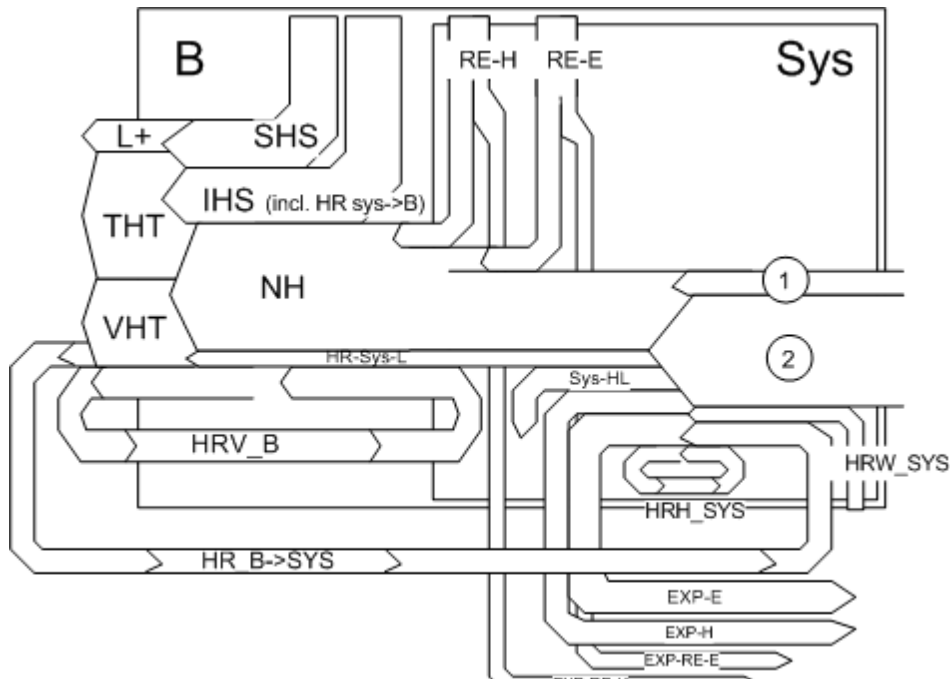 B
Sys
RE-H
RE-E
L+
SHS
IHS (incl. HR sys->B)
THT
NH
1
VHT
HR-Sys-L
2
Sys-HL
HRV_B
HRW_SYS
HRH_SYS
HR_B->SYS
EXP-E
EXP-H
EXP-RE-E